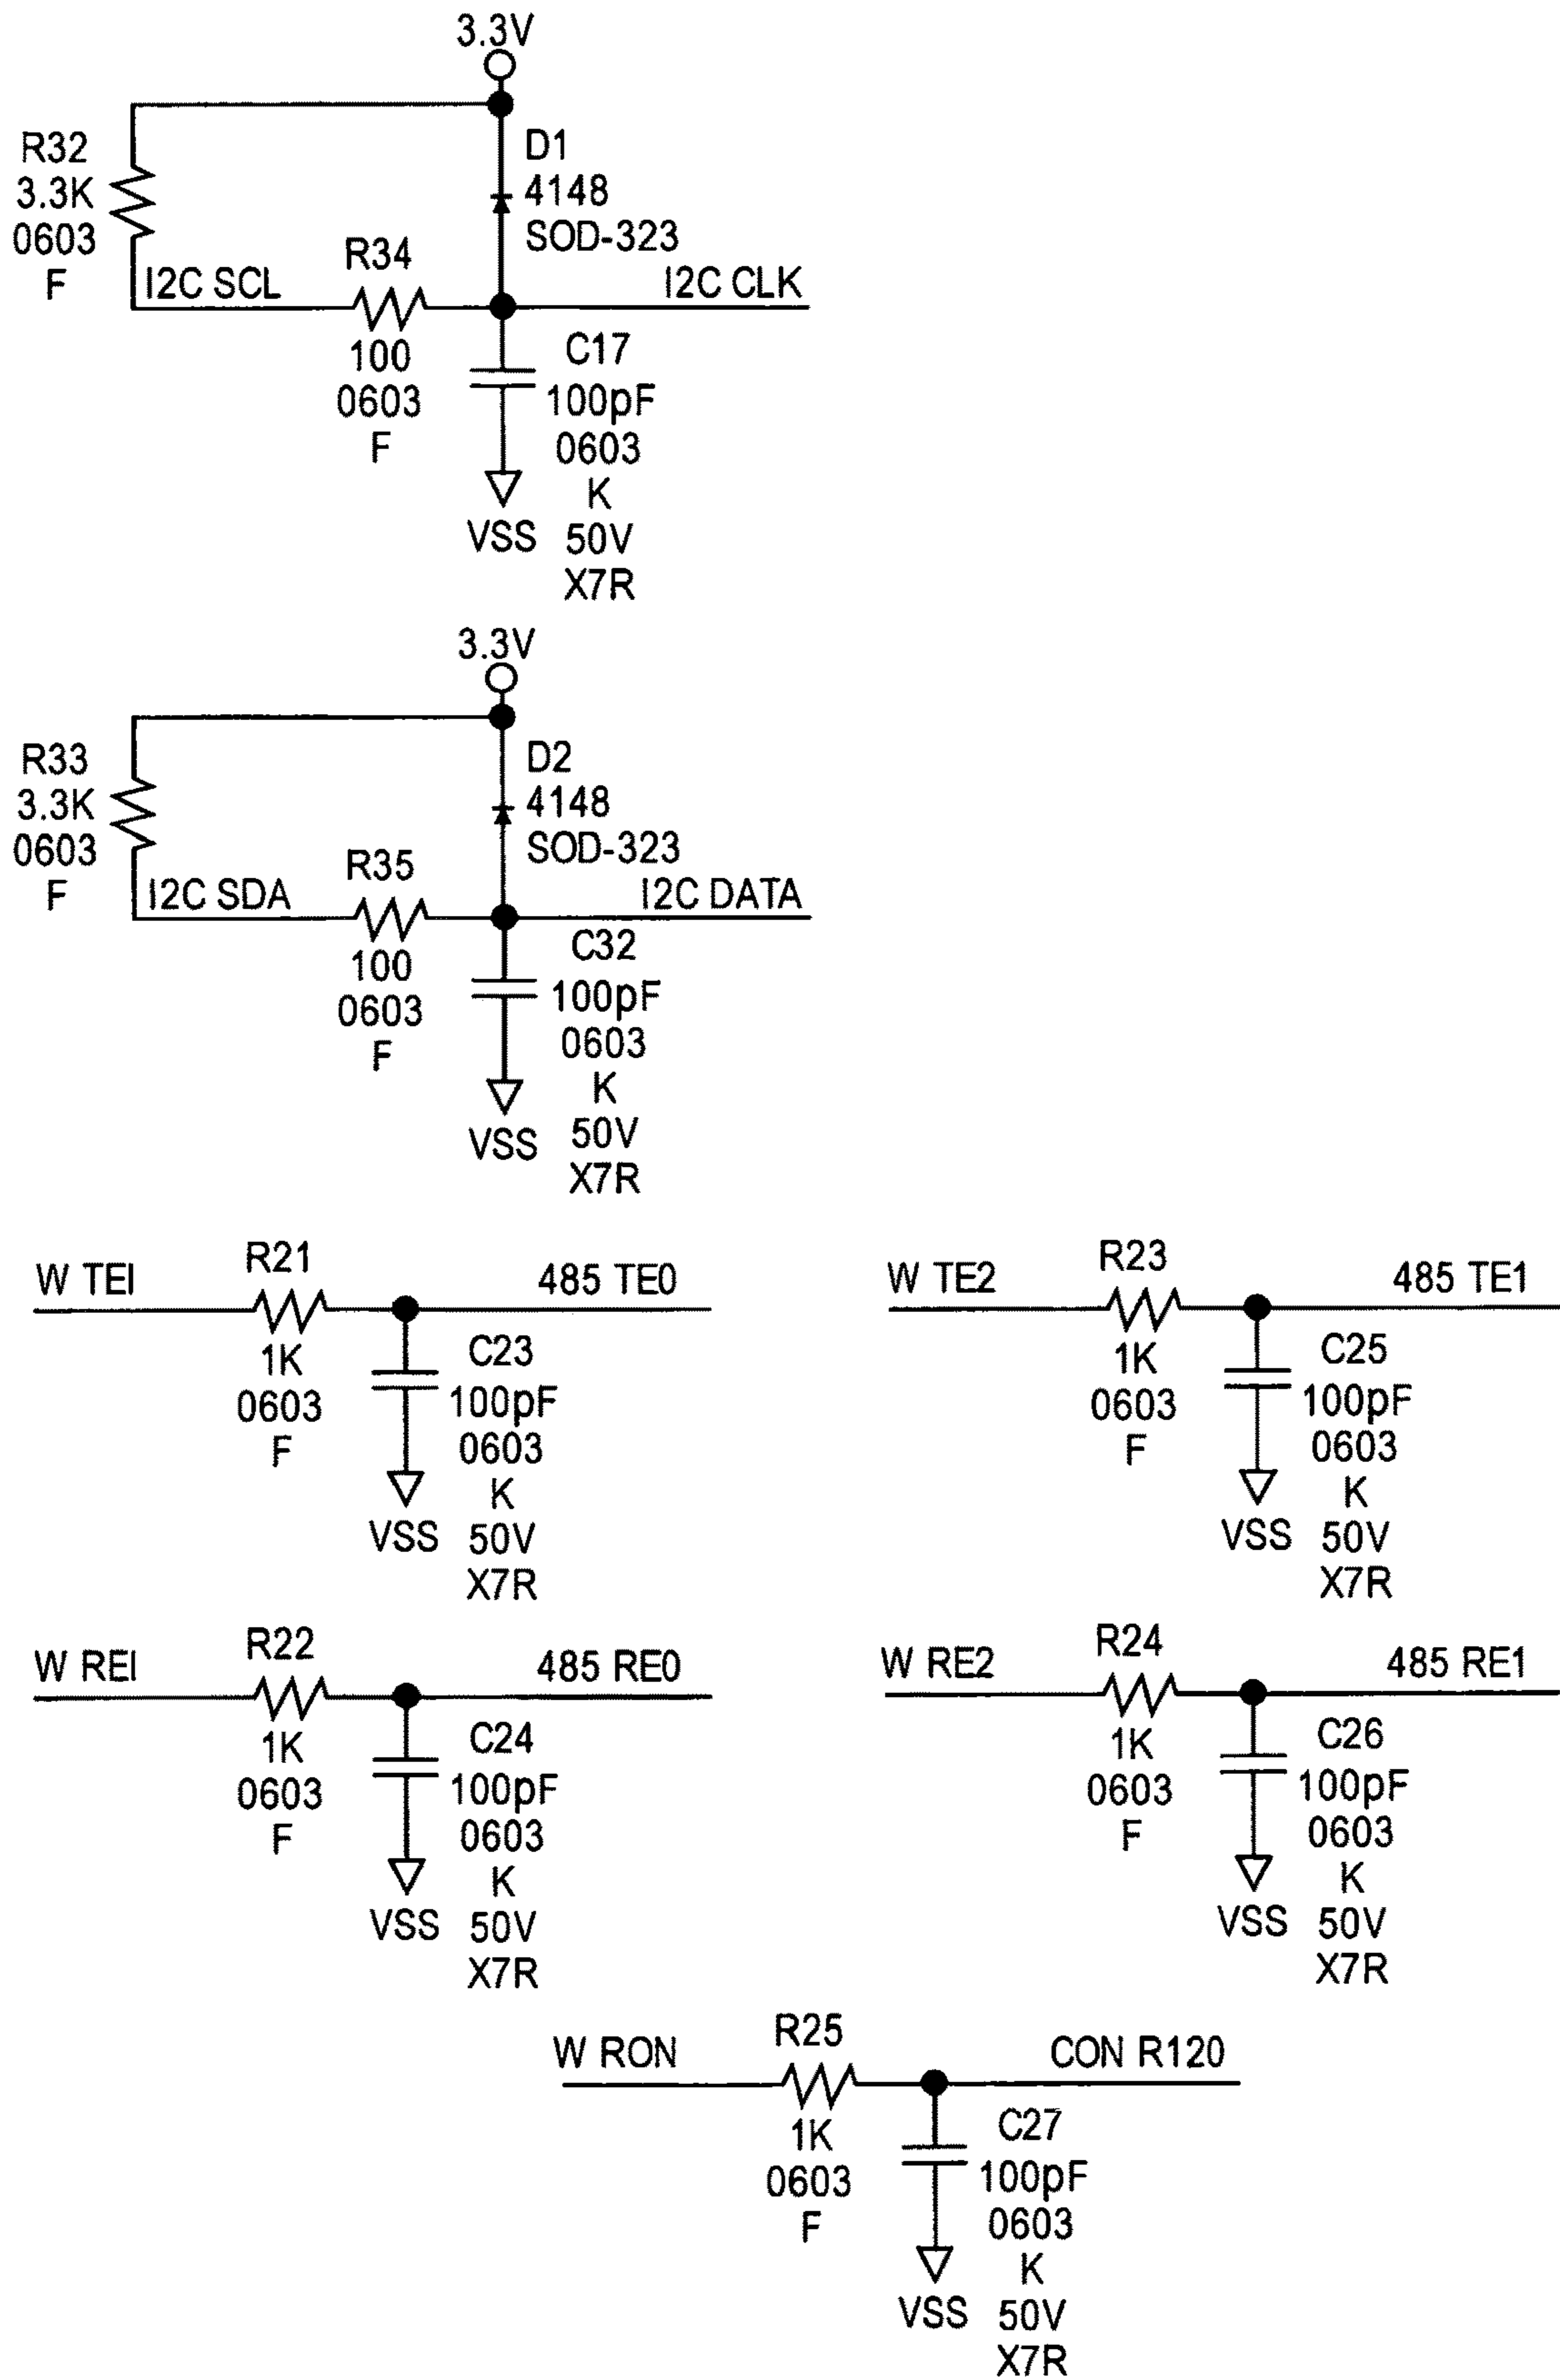 3.3V
R32
3.3K
0603
F
D1
4148
SOD-323
I2C SCL
R34
100
0603
F
I2C CLK
C17
100pF
0603
K
50V
X7R
VSS
3.3V
R33
3.3K
0603
F
D2
4148
SOD-323
I2C SDA
R35
100
0603
F
I2C DATA
C32
100pF
0603
K
50V
X7R
VSS
W TEI
R21
1K
0603
F
485 TE0
C23
100pF
0603
K
50V
X7R
VSS
W TE2
R23
1K
0603
F
485 TE1
C25
100pF
0603
K
50V
X7R
VSS
W REI
R22
1K
0603
F
485 RE0
C24
100pF
0603
K
50V
X7R
VSS
W RE2
R24
1K
0603
F
485 RE1
C26
100pF
0603
K
50V
X7R
VSS
W RON
R25
1K
0603
F
CON R120
C27
100pF
0603
K
50V
X7R
VSS